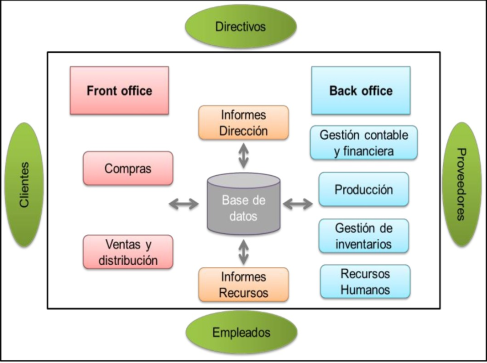 Directivos
Front office
Back office
Informes
Dirección
Gestión contable
y financiera
Clientes
Compras
Base de
datos
Producción
Proveedores
Ventas y
distribución
Gestión de
inventarios
Informes
Recursos
Recursos
Humanos
Empleados